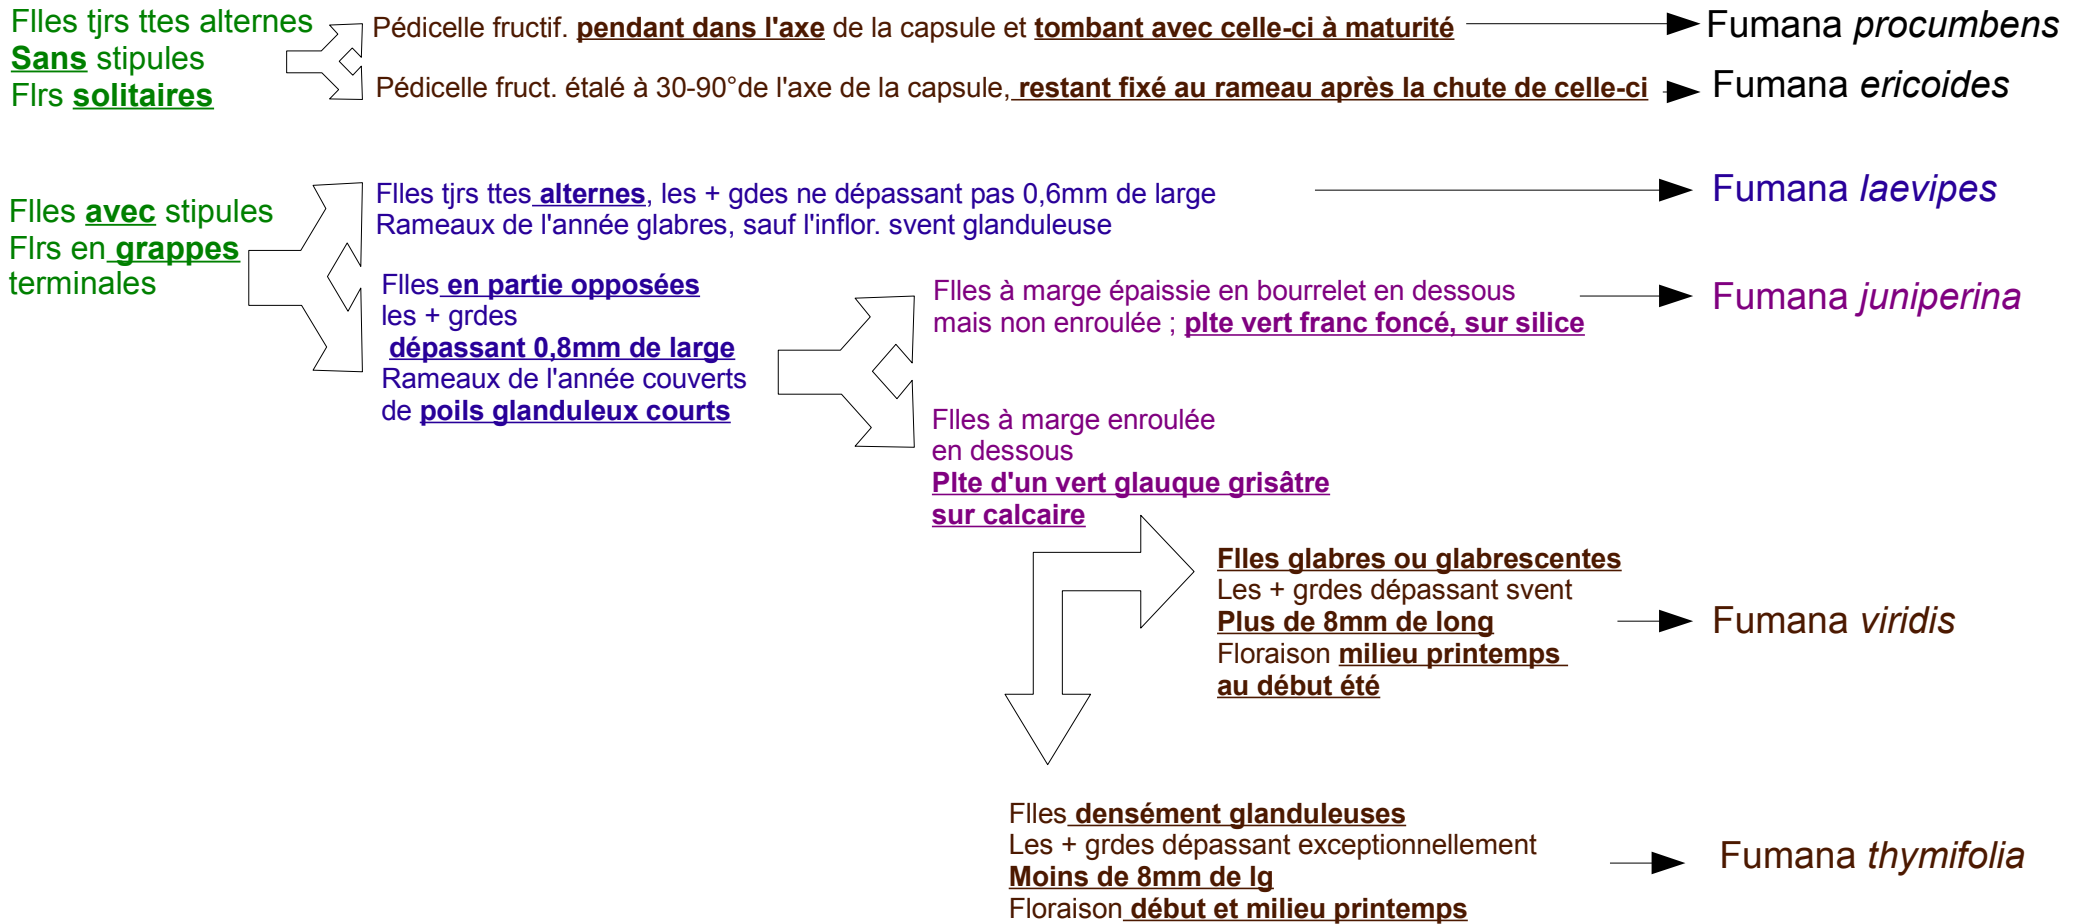 Flles tjrs ttes alternes
Sans stipules
Flrs solitaires
Pédicelle fructif. pendant dans l'axe de la capsule et tombant avec celle-ci à maturité
Fumana procumbens
Pédicelle fruct. étalé à 30-90°de l'axe de la capsule, restant fixé au rameau après la chute de celle-ci
Fumana ericoides
Flles avec stipules
Flrs en grappes
terminales
Flles tjrs ttes alternes, les + gdes ne dépassant pas 0,6mm de large
Rameaux de l'année glabres, sauf l'inflor. svent glanduleuse
Fumana laevipes
Flles en partie opposées
les + grdes
dépassant 0,8mm de large
Rameaux de l'année couverts
de poils glanduleux courts
Flles à marge épaissie en bourrelet en dessous
mais non enroulée ; plte vert franc foncé, sur silice
Fumana juniperina
Flles à marge enroulée
en dessous
Plte d'un vert glauque grisâtre
sur calcaire
Flles glabres ou glabrescentes
Les + grdes dépassant svent
Plus de 8mm de long
Floraison milieu printemps
au début été
Fumana viridis
Flles densément glanduleuses
Les + grdes dépassant exceptionnellement
Moins de 8mm de lg
Floraison début et milieu printemps
Fumana thymifolia